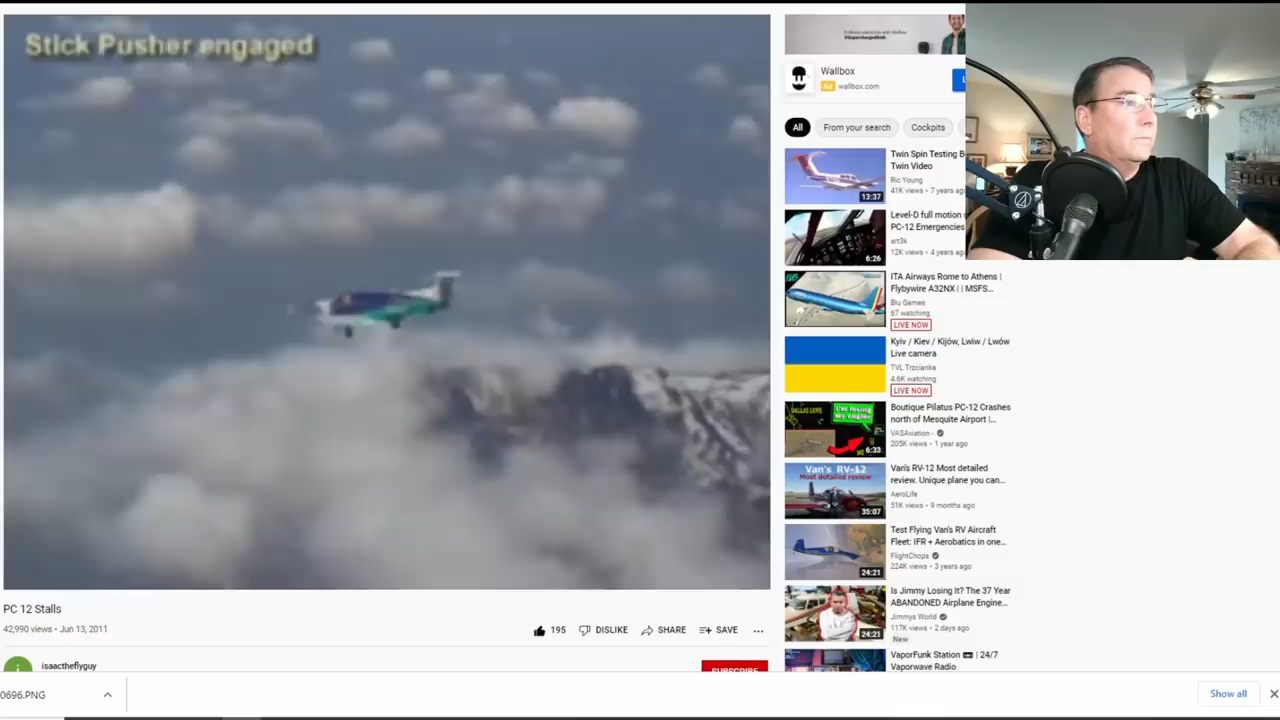 Stick Pusher engaged
PC 12 Stalls
42,990 views • Jun 13, 2011
195
DISLIKE
SHARE
SAVE
isaactheflyguy
SUBSCRIBE
Wallbox
Ad wallbox.com
All
From your search
Cockpits
Twin Spin Testing B
Twin Video
Ric Young
41K views • 7 years ago
13:37
Level-D full motion
PC-12 Emergencies
art3k
12K views • 4 years ago
6:26
ITA Airways Rome to Athens |
Flybywire A32NX | | MSFS...
Blu Games
67 watching
LIVE NOW
Kyiv / Kiev / Kijów, Lwiw / Lwów
Live camera
TVL Trzcianka
4.6K watching
LIVE NOW
DALLAS LOVE
I'm losing
my engine!
6:33
Boutique Pilatus PC-12 Crashes
north of Mesquite Airport |...
VASAviation -
205K views • 1 year ago
Van's RV-12
Most detailed review
35:07
Van's RV-12 Most detailed
review. Unique plane you can...
AeroLife
51K views • 9 months ago
Test Flying Van's RV Aircraft
Fleet: IFR + Aerobatics in one...
FlightChops
224K views • 3 years ago
24:21
Is Jimmy Losing It? The 37 Year
ABANDONED Airplane Engine...
Jimmys World
117K views • 2 days ago
New
24:21
VaporFunk Station | 24/7
Vaporwave Radio
0696.PNG
Show all